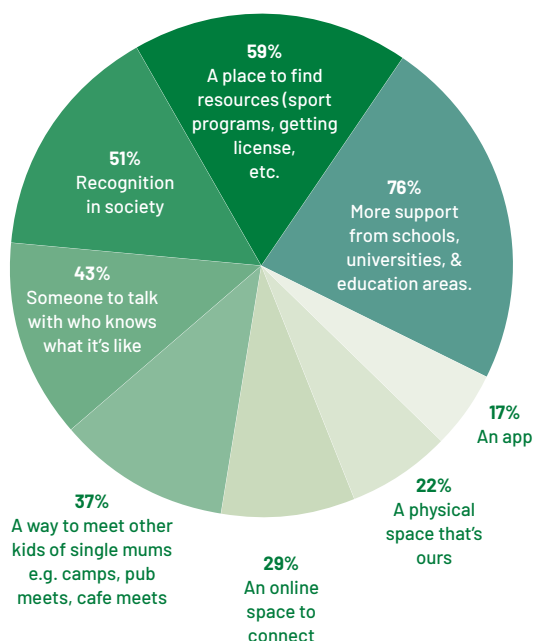 59%
A place to find
resources (sport
programs, getting
license,
etc.
76%
More support
from schools,
universities, &
education areas.
51%
Recognition
in society
43%
Someone to talk
with who knows
what it’s like
17%
An app
22%
A physical
space that’s
ours
37%
A way to meet other
kids of single mums
e.g. camps, pub
meets, cafe meets
29%
An online
space to
connect